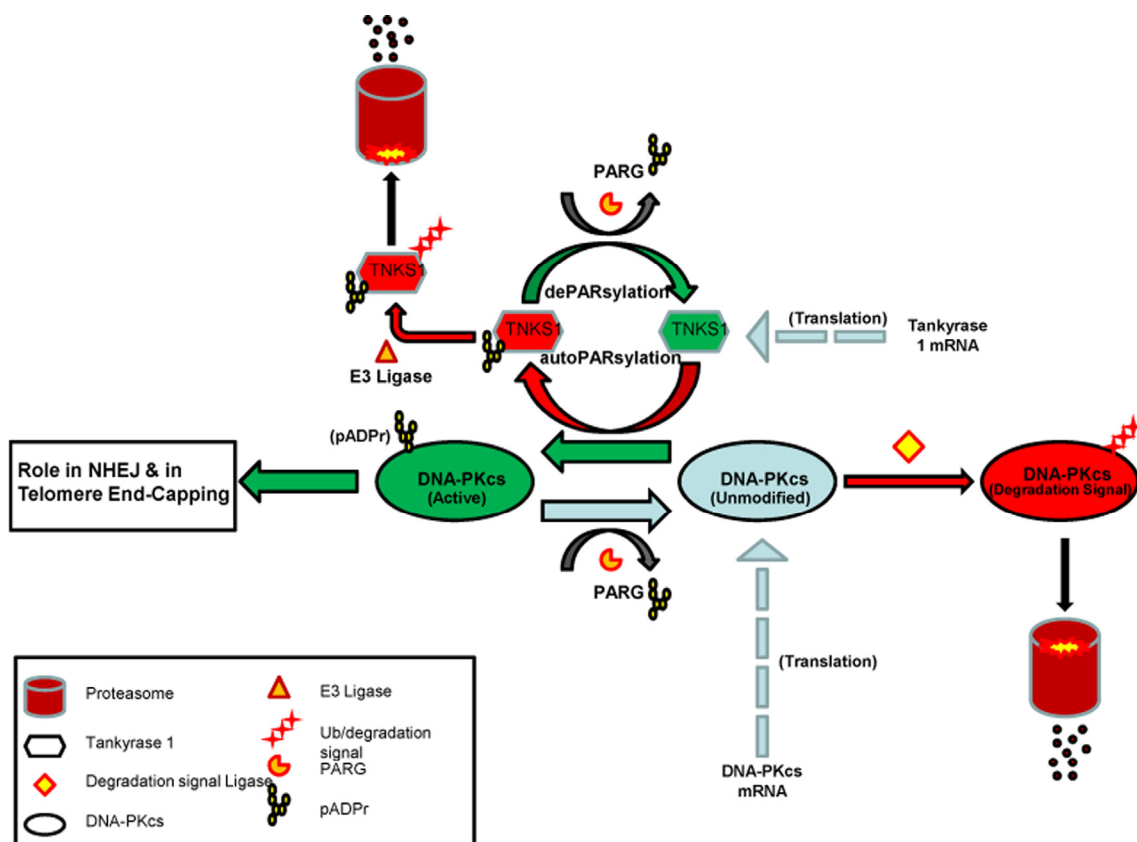 PARG
TNKS1
dePARsylation
TNKS1
TNKS1
(Translation)
Tankyrase
1 mRNA
autoPARsylation
E3 Ligase
(pADPr)
Role in NHEJ & in
Telomere End-Capping
DNA-PKcs
(Active)
DNA-PKcs
(Unmodified)
DNA-PKcs
(Degradation Signal)
PARG
(Translation)
DNA-PKcs
mRNA
Proteasome
Tankyrase 1
Degradation signal Ligase
DNA-PKcs
E3 Ligase
Ub/degradation
signal
PARG
pADPr